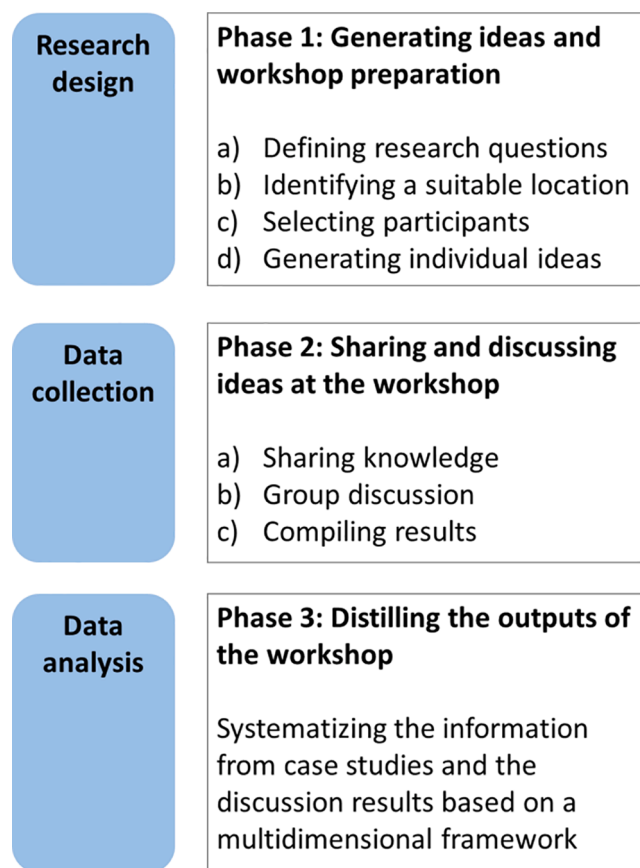 Research
design
Phase 1: Generating ideas and
workshop preparation
a) Defining research questions
b) Identifying a suitable location
c) Selecting participants
d) Generating individual ideas
Data
collection
Phase 2: Sharing and discussing
ideas at the workshop
a) Sharing knowledge
b) Group discussion
c) Compiling results
Data
analysis
Phase 3: Distilling the outputs of
the workshop
Systematizing the information
from case studies and the
discussion results based on a
multidimensional framework